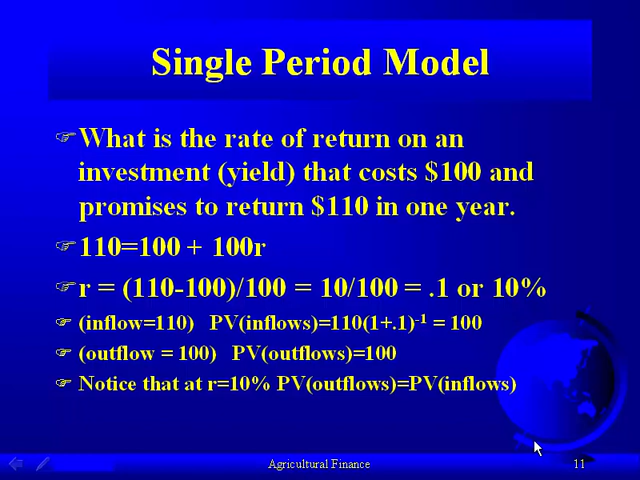 Single Period Model
What is the rate of return on an
investment (yield) that costs $100 and
promises to return $110 in one year.
110=100 + 100r
r = (110-100)/100 = 10/100 = .1 or 10%
(inflow=110) PV(inflows)=110(1+.1)⁻¹ = 100
(outflow = 100) PV(outflows)=100
Notice that at r=10% PV(outflows)=PV(inflows)
Agricultural Finance
11